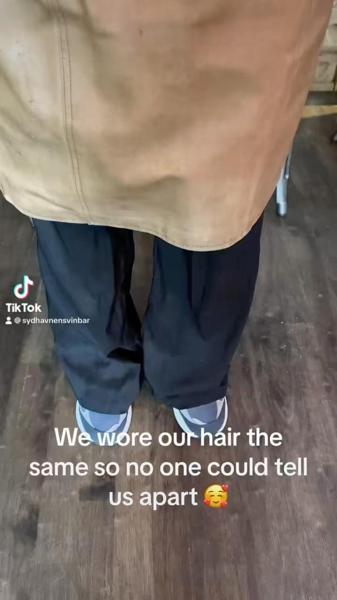 TikTok
@sydhavnensvinbar
We wore our hair the
same so no one could tell
us apart 🥰